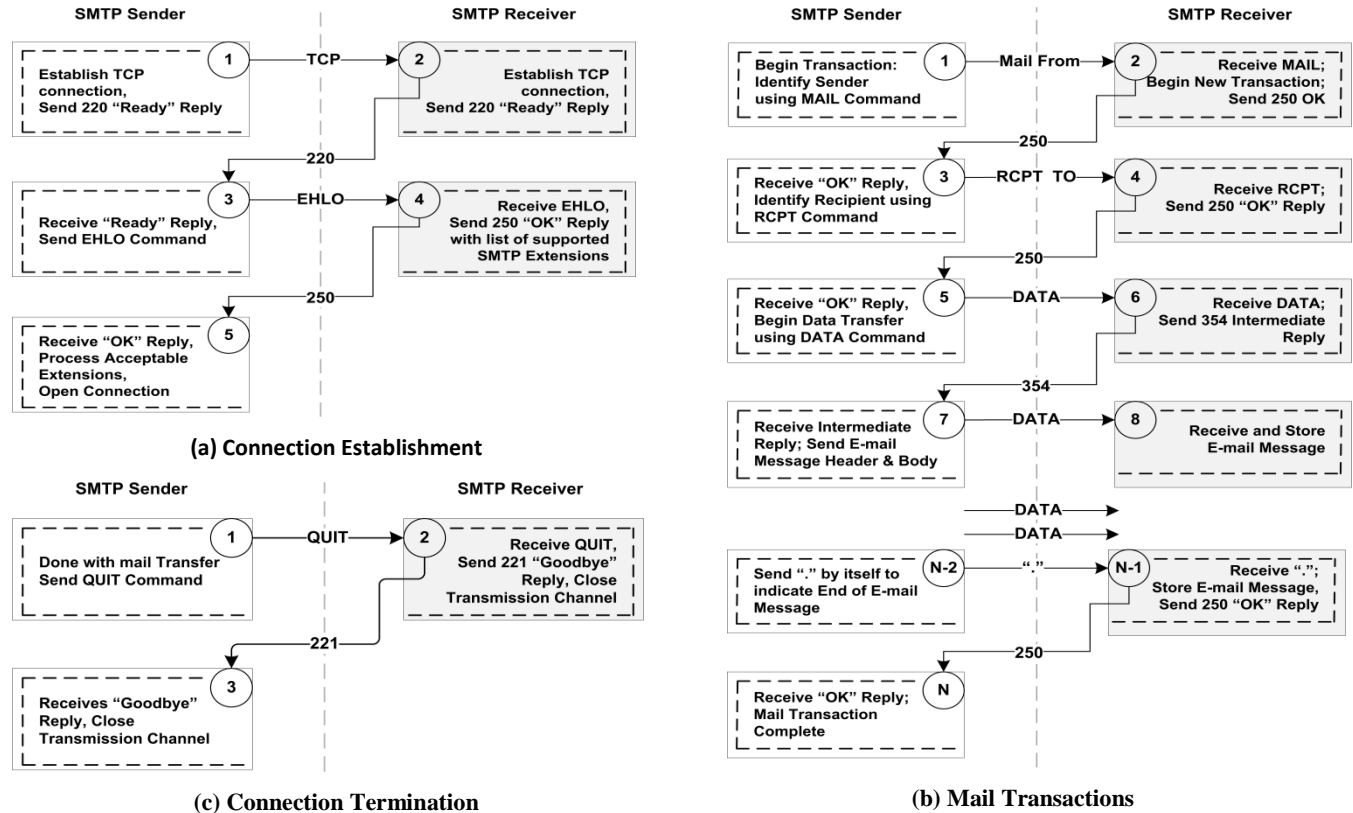 SMTP Sender
SMTP Receiver
1
TCP
2
Establish TCP
connection,
Send 220 “Ready” Reply
Establish TCP
connection,
Send 220 “Ready” Reply
220
3
EHLO
4
Receive “Ready” Reply,
Send EHLO Command
Receive EHLO,
Send 250 “OK” Reply
with list of supported
SMTP Extensions
250
5
Receive “OK” Reply,
Process Acceptable
Extensions,
Open Connection
(a) Connection Establishment
SMTP Sender
SMTP Receiver
1
QUIT
2
Done with mail Transfer
Send QUIT Command
Receive QUIT,
Send 221 “Goodbye”
Reply, Close
Transmission Channel
221
3
Receives “Goodbye”
Reply, Close
Transmission Channel
(c) Connection Termination
SMTP Sender
SMTP Receiver
1
Mail From
2
Begin Transaction:
Identify Sender
using MAIL Command
Receive MAIL;
Begin New Transaction;
Send 250 OK
250
3
RCPT TO
4
Receive “OK” Reply,
Identify Recipient using
RCPT Command
Receive RCPT;
Send 250 “OK” Reply
250
5
DATA
6
Receive “OK” Reply,
Begin Data Transfer
using DATA Command
Receive DATA;
Send 354 Intermediate
Reply
354
7
DATA
8
Receive Intermediate
Reply; Send E-mail
Message Header & Body
Receive and Store
E-mail Message
DATA
DATA
N-2
“.”
N-1
Send “.” by itself to
indicate End of E-mail
Message
Receive “.”;
Store E-mail Message,
Send 250 “OK” Reply
250
N
Receive “OK” Reply;
Mail Transaction
Complete
(b) Mail Transactions